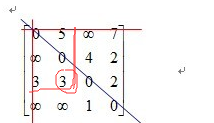 ↵
0 5 ∞ 7
∞ 0 4 2
3 3 0 2 ↵
∞ ∞ 1 0